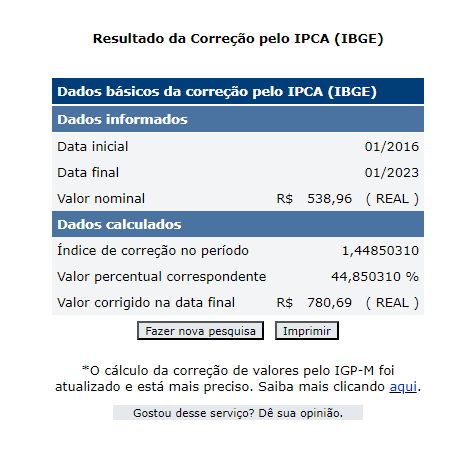 Resultado da Correção pelo IPCA (IBGE)
Dados básicos da correção pelo IPCA (IBGE)
Dados informados
Data inicial 01/2016
Data final 01/2023
Valor nominal R$ 538,96 ( REAL )
Dados calculados
Índice de correção no período 1,44850310
Valor percentual correspondente 44,850310 %
Valor corrigido na data final R$ 780,69 ( REAL )
Fazer nova pesquisa Imprimir
*O cálculo da correção de valores pelo IGP-M foi
atualizado e está mais preciso. Saiba mais clicando aqui.
Gostou desse serviço? Dê sua opinião.